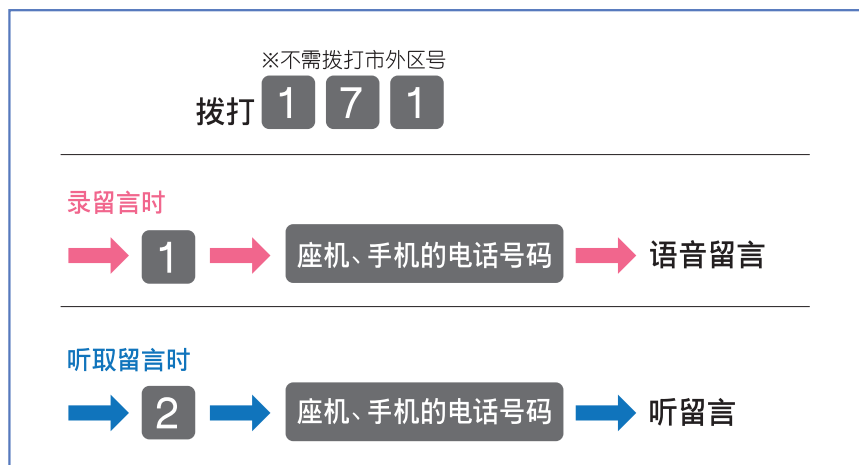 ※不需拨打市外区号
拨打 1 7 1
录留言时
1 座机、手机的电话号码 语音留言
听取留言时
2 座机、手机的电话号码 听留言